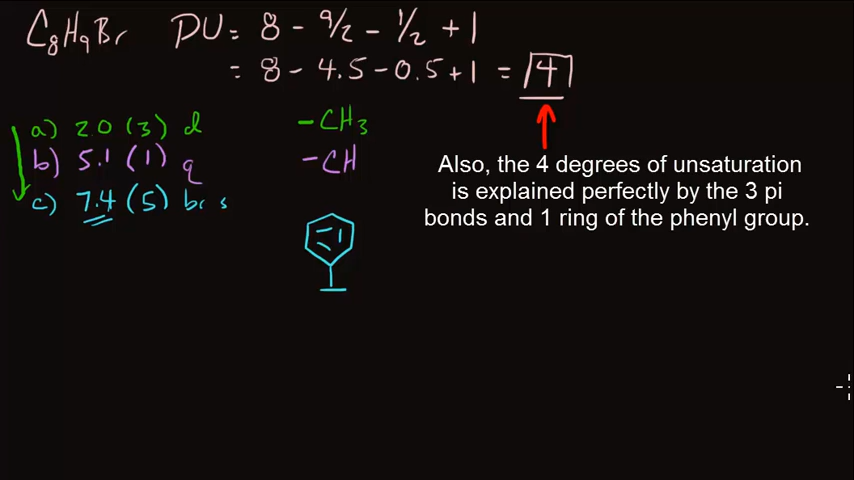 C8H9Br DU = 8 - 9/2 - 1/2 + 1
= 8 - 4.5 - 0.5 + 1 = 4
a) 2.0 (3) d -CH3
b) 5.1 (1) q -CH
c) 7.4 (5) br s
Also, the 4 degrees of unsaturation
is explained perfectly by the 3 pi
bonds and 1 ring of the phenyl group.